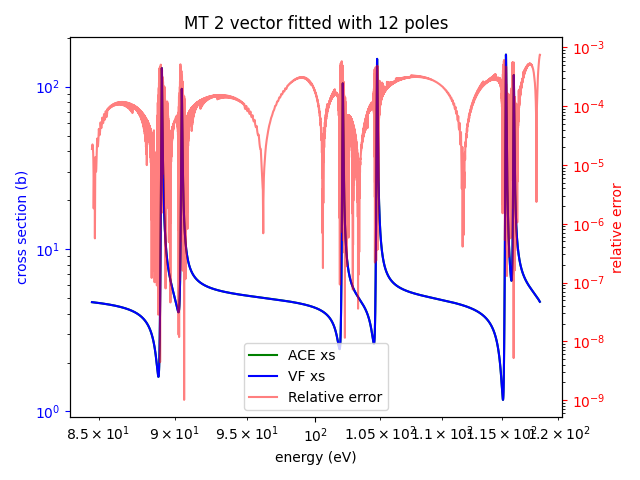 MT 2 vector fitted with 12 poles
cross section (b)
10²
10¹
10⁰
10⁻³
10⁻⁴
10⁻⁵
10⁻⁶
10⁻⁷
10⁻⁸
10⁻⁹
relative error
ACE xs
VF xs
Relative error
8.5 × 10¹ 9 × 10¹ 9.5 × 10¹ 10² 1.05 × 10² 1.1 × 10² 1.15 × 10² 1.2 × 10²
energy (eV)